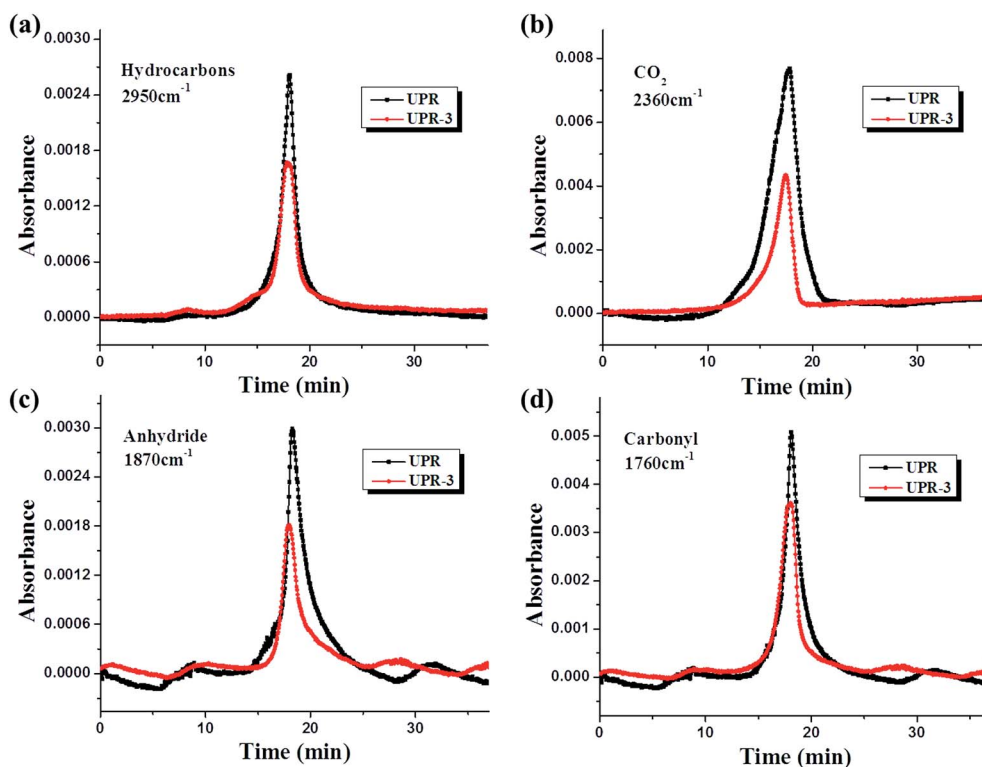 (a)
0.0030
0.0024
0.0018
0.0012
0.0006
0.0000
Absorbance
Hydrocarbons
2950cm-1
UPR
UPR-3
0 10 20 30
Time (min)
(b)
0.008
0.006
0.004
0.002
0.000
Absorbance
CO2
2360cm-1
UPR
UPR-3
0 10 20 30
Time (min)
(c)
0.0030
0.0024
0.0018
0.0012
0.0006
0.0000
Absorbance
Anhydride
1870cm-1
UPR
UPR-3
0 10 20 30
Time (min)
(d)
0.005
0.004
0.003
0.002
0.001
0.000
Absorbance
Carbonyl
1760cm-1
UPR
UPR-3
0 10 20 30
Time (min)